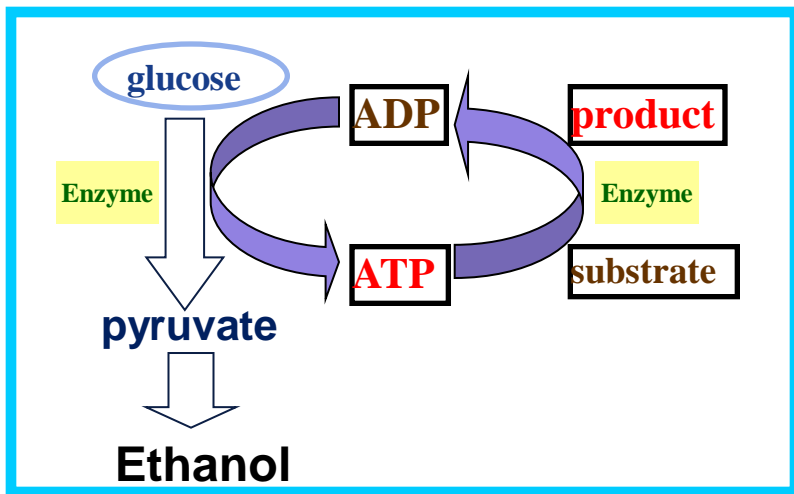 glucose
ADP
product
Enzyme
Enzyme
ATP
substrate
pyruvate
Ethanol